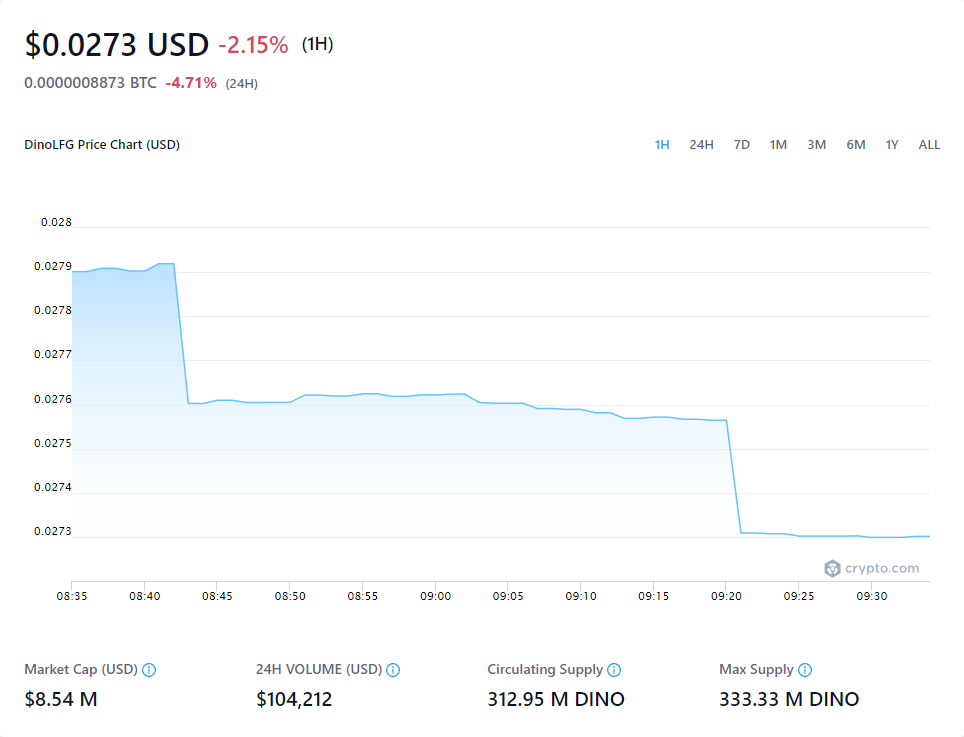 $0.0273 USD -2.15% (1H)
0.0000008873 BTC -4.71% (24H)
DinoLFG Price Chart (USD) 1H 24H 7D 1M 3M 6M 1Y ALL
0.028
0.0279
0.0278
0.0277
0.0276
0.0275
0.0274
0.0273
crypto.com
08:35 08:40 08:45 08:50 08:55 09:00 09:05 09:10 09:15 09:20 09:25 09:30
Market Cap (USD) 24H VOLUME (USD) Circulating Supply Max Supply
$8.54 M $104,212 312.95 M DINO 333.33 M DINO